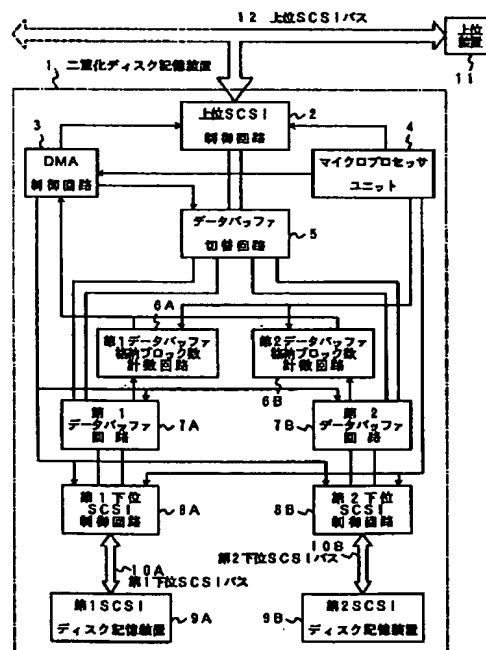 12 上位SCSIバス
上位
装置
11
1 二重化ディスク記憶装置
上位SCSI
制御回路
2
3
DMA
制御回路
4
マイクロプロセッサ
ユニット
データバッファ
切替回路
5
6A
第1データバッファ
格納ブロック数
計数回路
第2データバッファ
格納ブロック数
計数回路
6B
第1
データバッファ
回路
7A
第2
データバッファ
回路
7B
第1下位
SCSI
制御回路
8A
第2下位
SCSI
制御回路
8B
10A
第1下位SCSIバス
10B
第2下位SCSIバス
第1SCSI
ディスク記憶装置
9A
第2SCSI
ディスク記憶装置
9B